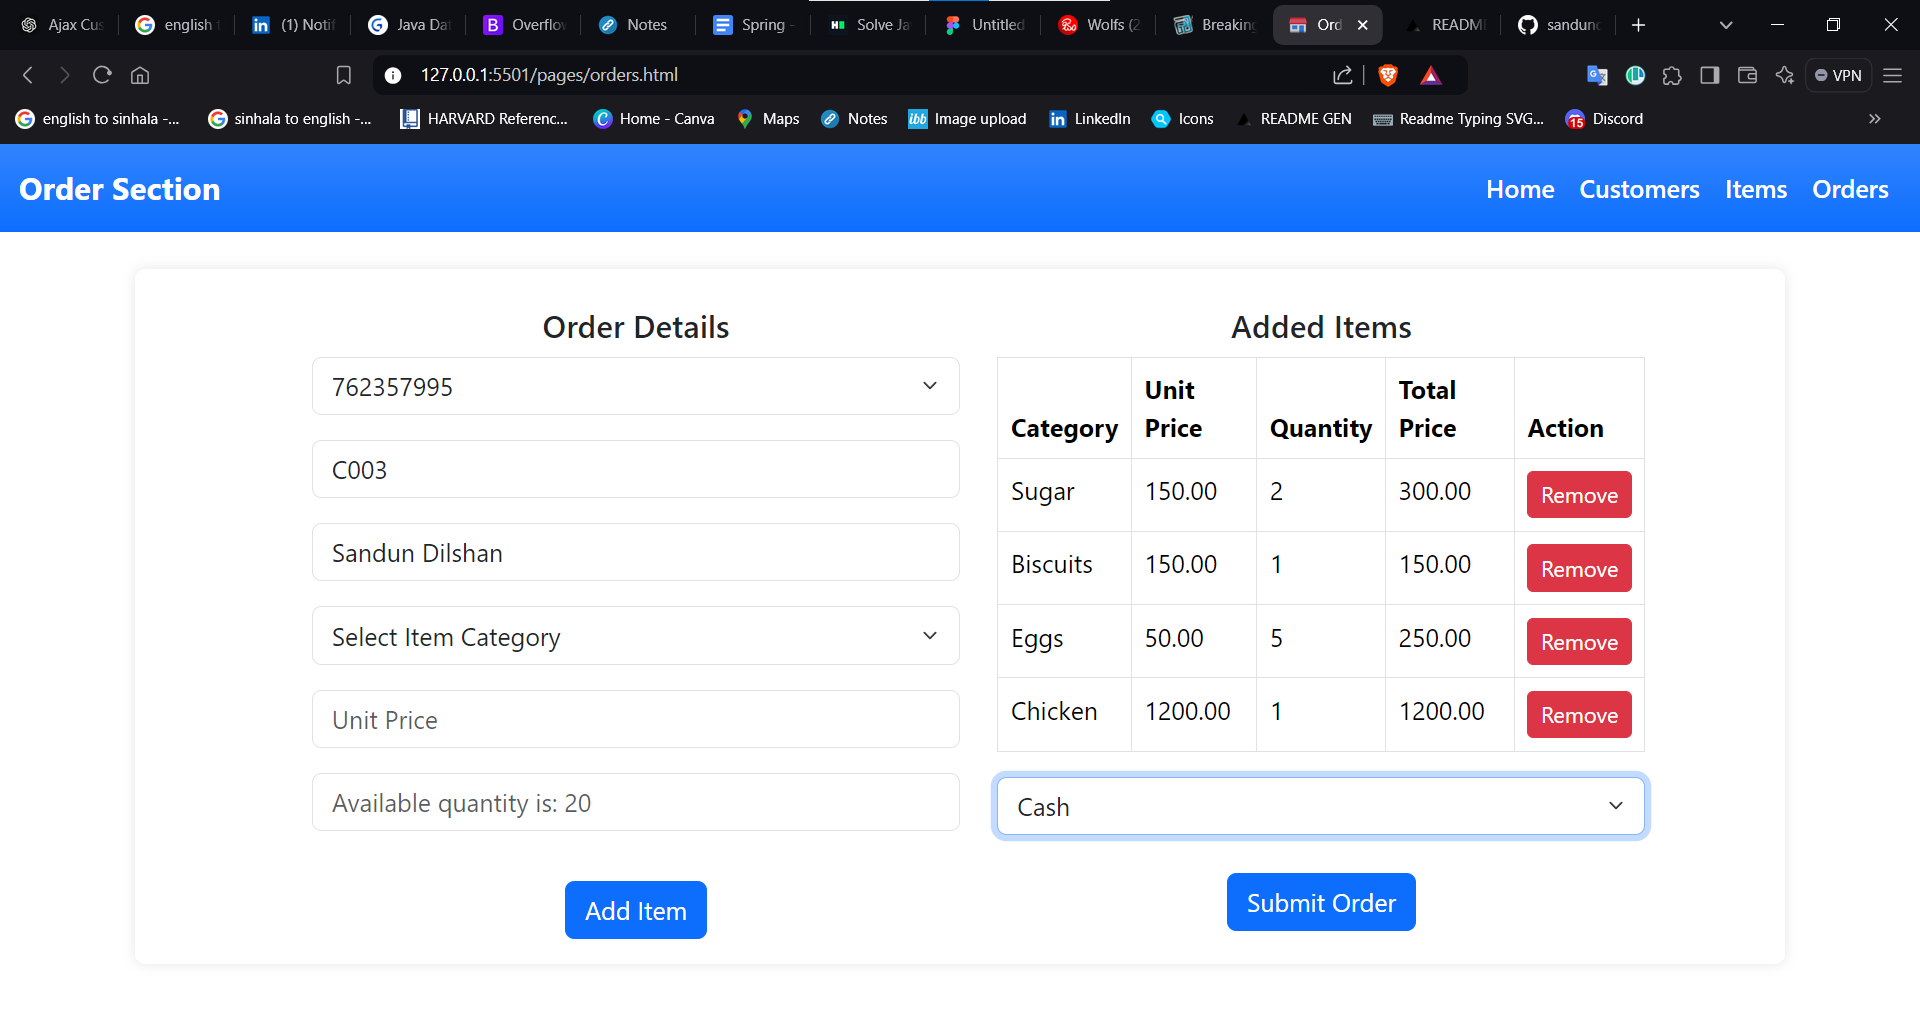 Ajax Cus
english t
(1) Notif
Java Dat
Overflow
Notes
Spring -
Solve Ja
Untitled
Wolfs (2
Breaking
Ord
README
sandunc
127.0.0.1:5501/pages/orders.html
VPN
english to sinhala -...
sinhala to english -...
HARVARD Referenc...
Home - Canva
Maps
Notes
ibb Image upload
LinkedIn
Icons
README GEN
Readme Typing SVG...
15 Discord
Order Section
Home Customers Items Orders
Order Details
762357995
C003
Sandun Dilshan
Select Item Category
Unit Price
Available quantity is: 20
Add Item
Added Items
Category Unit Price Quantity Total Price Action
Sugar 150.00 2 300.00 Remove
Biscuits 150.00 1 150.00 Remove
Eggs 50.00 5 250.00 Remove
Chicken 1200.00 1 1200.00 Remove
Cash
Submit Order